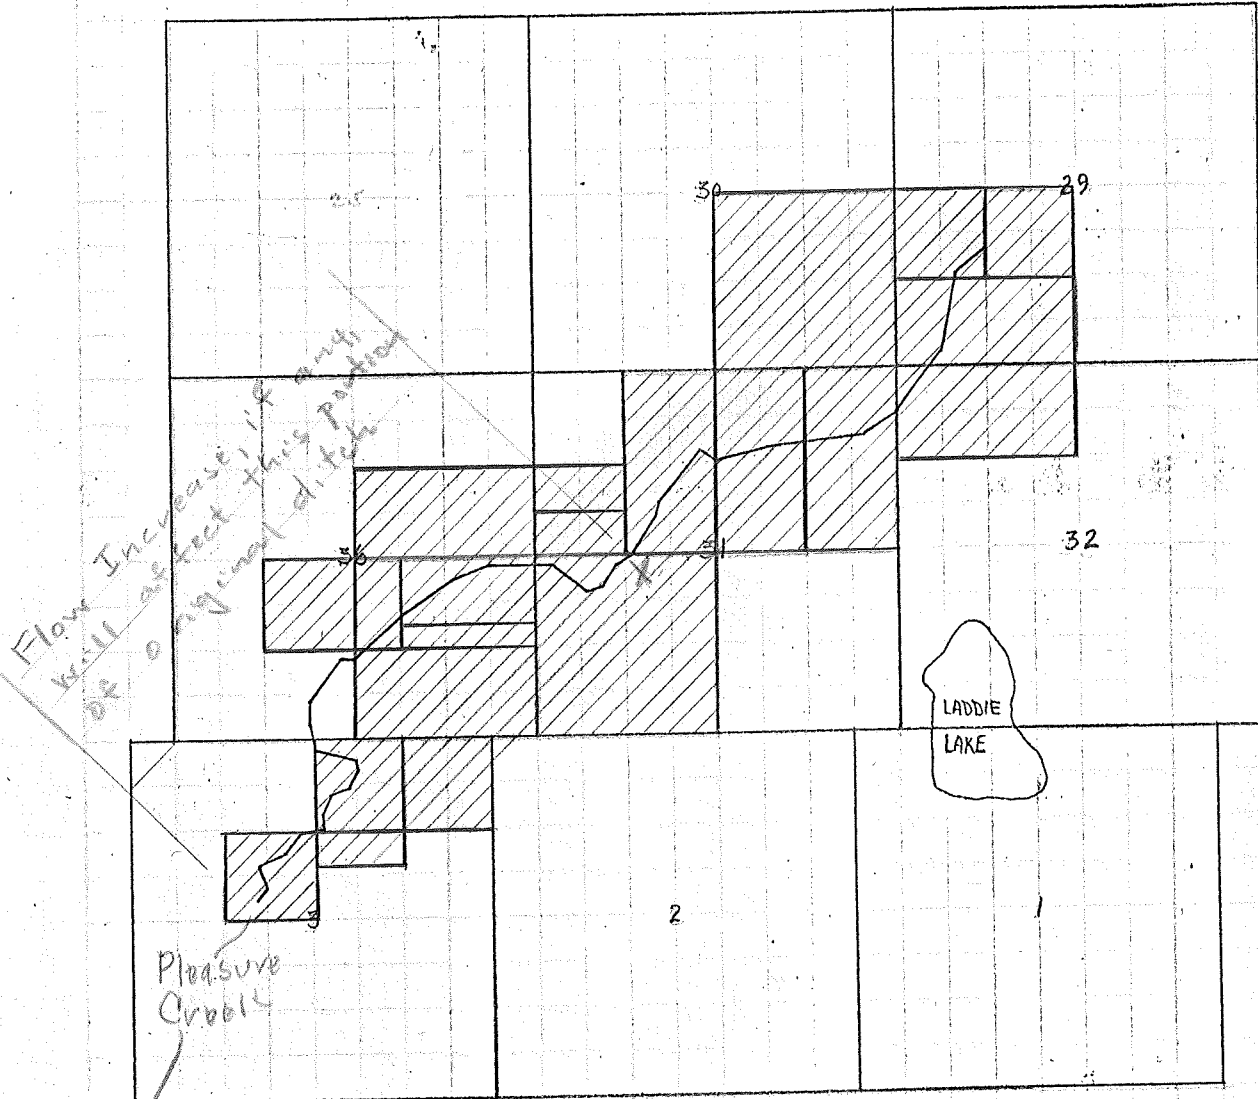 25
30
29
Flow Increase, if any,
will affect this portion
of original ditch
36
31
32
LADDIE
LAKE
X
3
2
1
Pleasure
Creek